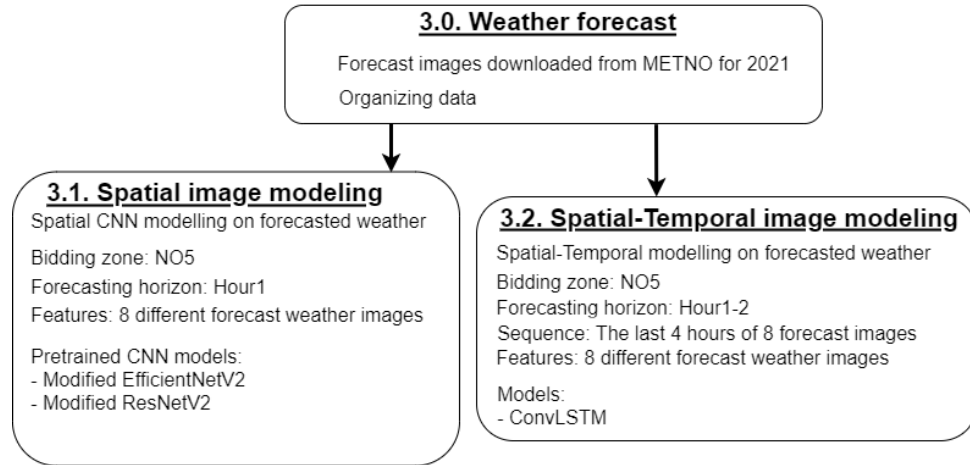 3.0. Weather forecast
Forecast images downloaded from METNO for 2021
Organizing data
3.1. Spatial image modeling
Spatial CNN modelling on forecasted weather
Bidding zone: NO5
Forecasting horizon: Hour1
Features: 8 different forecast weather images
Pretrained CNN models:
- Modified EfficientNetV2
- Modified ResNetV2
3.2. Spatial-Temporal image modeling
Spatial-Temporal modelling on forecasted weather
Bidding zone: NO5
Forecasting horizon: Hour1-2
Sequence: The last 4 hours of 8 forecast images
Features: 8 different forecast weather images
Models:
- ConvLSTM